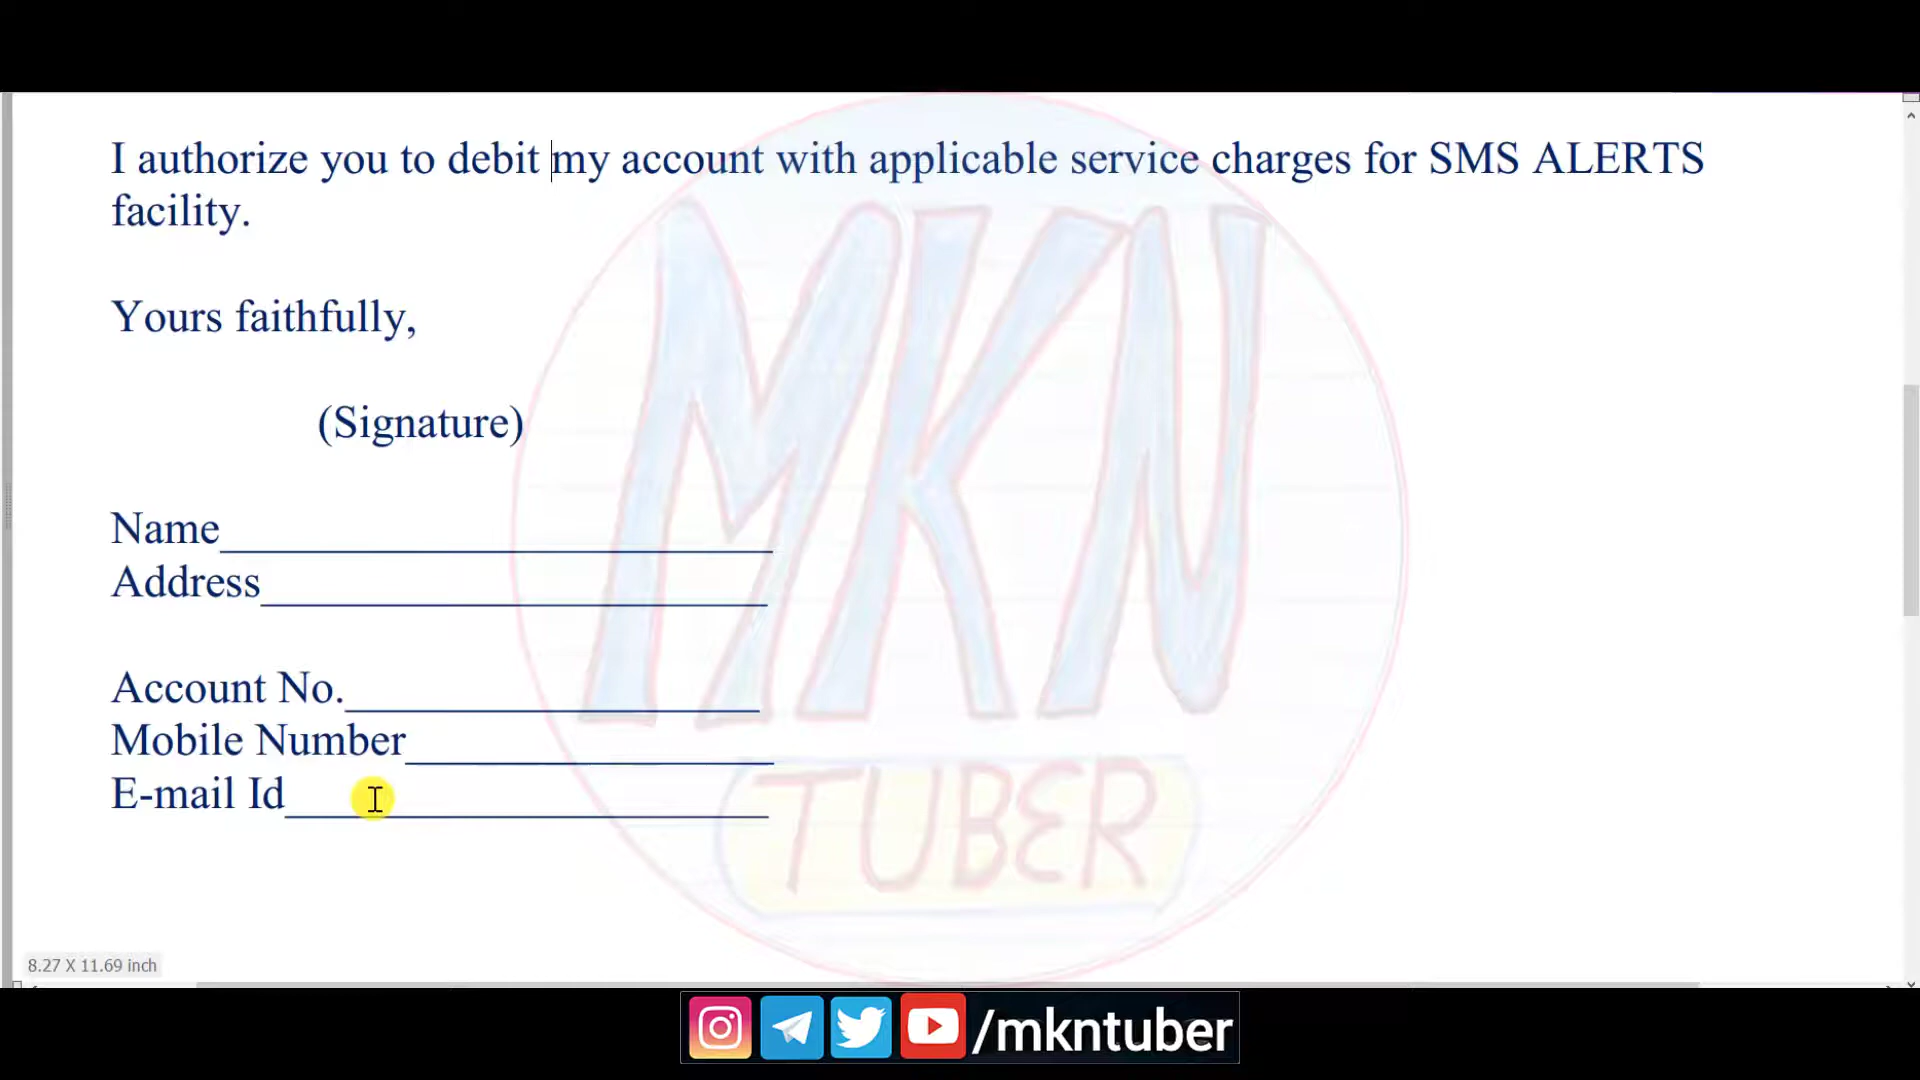 I authorize you to debit my account with applicable service charges for SMS ALERTS
facility.
Yours faithfully,
(Signature)
Name
Address
Account No.
Mobile Number
E-mail Id
MKN
TUBER
8.27 X 11.69 inch
/mkntuber